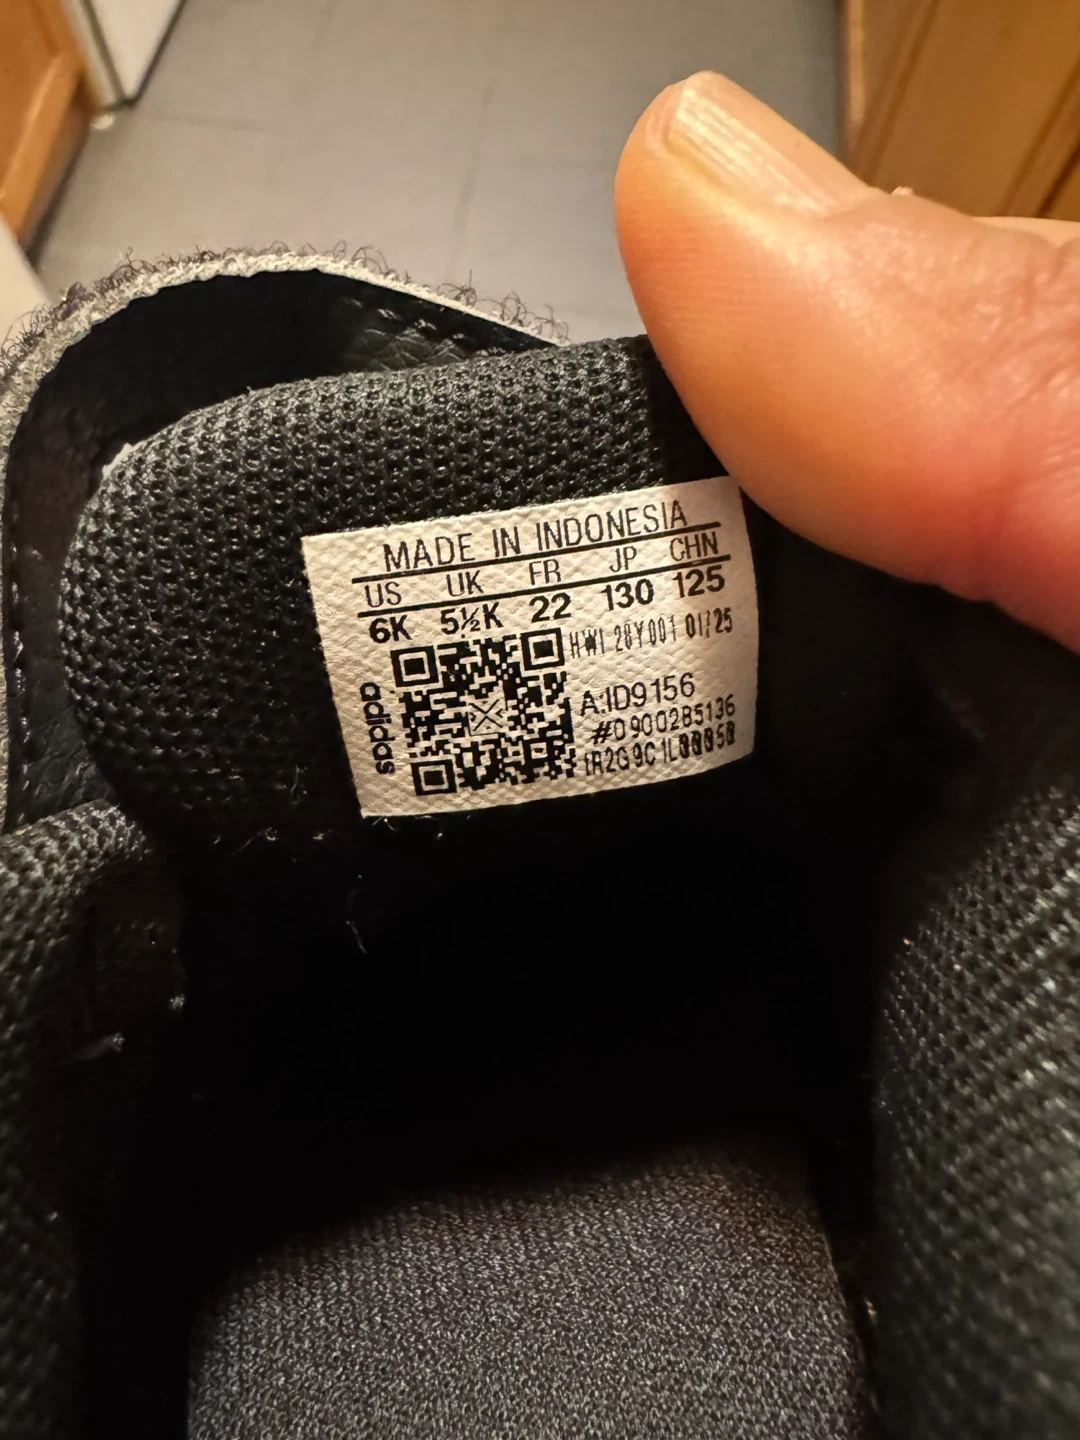 MADE IN INDONESIA
US UK FR JP CHN
6K 5½K 22 130 125
HWI 28Y001 01/25
adidas
A:ID9156
#0900285136